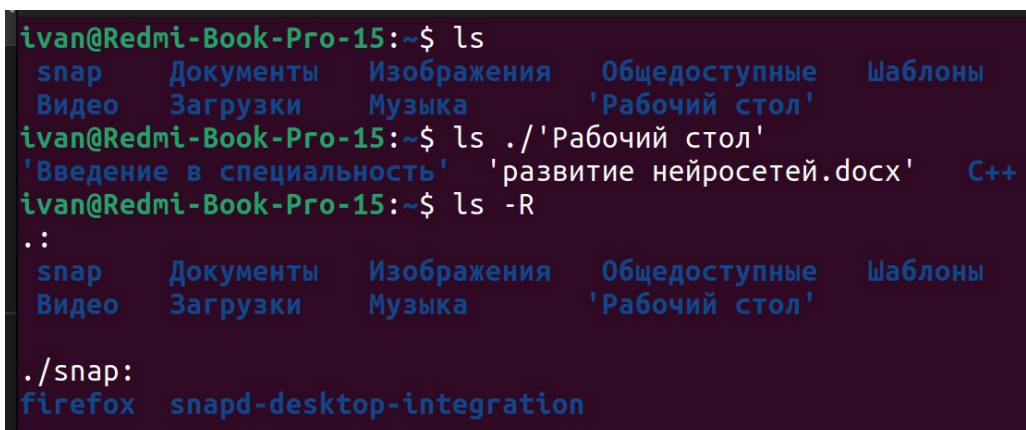 ivan@Redmi-Book-Pro-15:~$ ls
snap Документы Изображения Общедоступные Шаблоны
Видео Загрузки Музыка 'Рабочий стол'
ivan@Redmi-Book-Pro-15:~$ ls ./'Рабочий стол'
'Введение в специальность' 'развитие нейросетей.docx' C++
ivan@Redmi-Book-Pro-15:~$ ls -R
.:
snap Документы Изображения Общедоступные Шаблоны
Видео Загрузки Музыка 'Рабочий стол'
./snap:
firefox snapd-desktop-integration